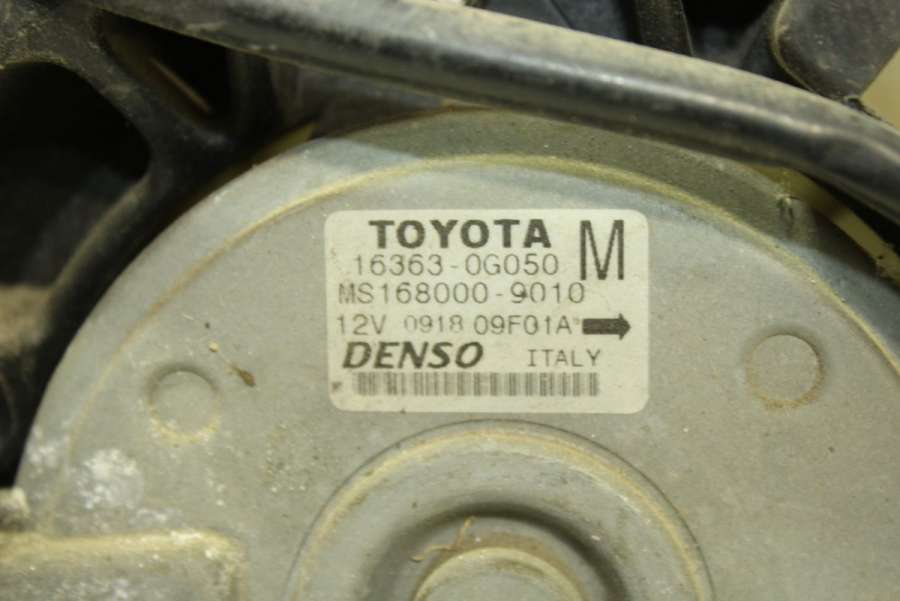 TOYOTA M
16363-0G050
MS168000-9010
12V 0918 09F01A
DENSO ITALY